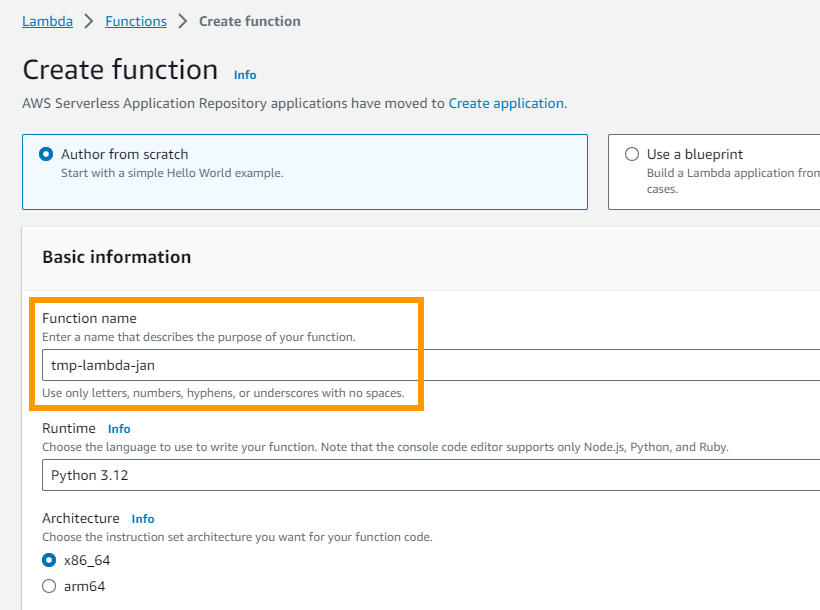 Lambda > Functions > Create function
Create function Info
AWS Serverless Application Repository applications have moved to Create application.
Author from scratch
Start with a simple Hello World example.
Use a blueprint
Build a Lambda application from
cases.
Basic information
Function name
Enter a name that describes the purpose of your function.
tmp-lambda-jan
Use only letters, numbers, hyphens, or underscores with no spaces.
Runtime Info
Choose the language to use to write your function. Note that the console code editor supports only Node.js, Python, and Ruby.
Python 3.12
Architecture Info
Choose the instruction set architecture you want for your function code.
x86_64
arm64